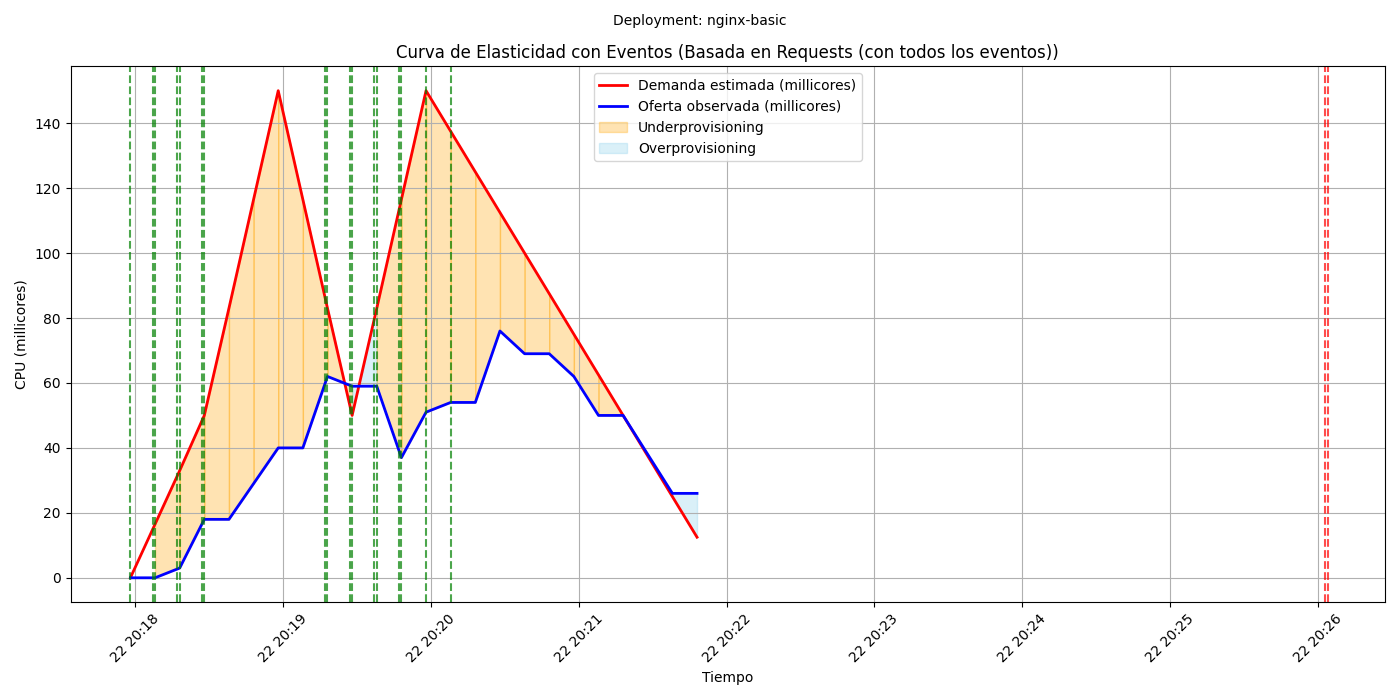 Deployment: nginx-basic
Curva de Elasticidad con Eventos (Basada en Requests (con todos los eventos))
Demanda estimada (millicores)
Oferta observada (millicores)
Underprovisioning
Overprovisioning
CPU (millicores)
140
120
100
80
60
40
20
0
22 20:18
22 20:19
22 20:20
22 20:21
22 20:22
22 20:23
22 20:24
22 20:25
22 20:26
Tiempo